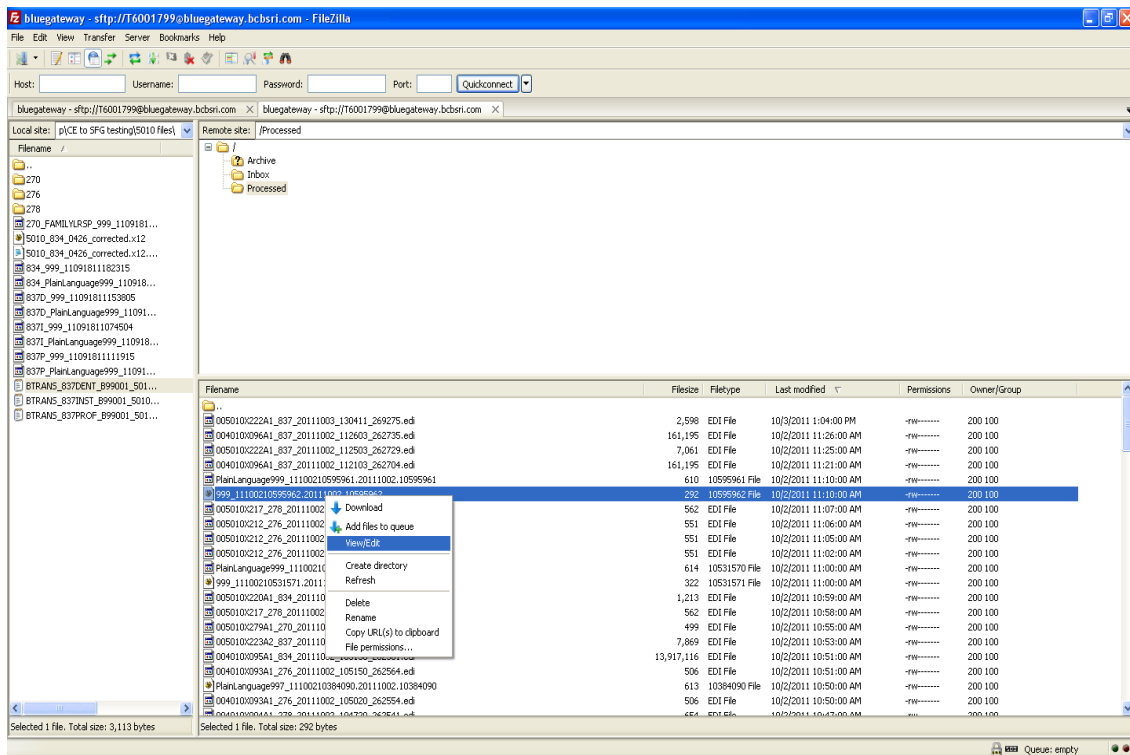 bluegateway - sftp://T6001799@bluegateway.bcbsri.com - FileZilla
File Edit View Transfer Server Bookmarks Help
Host: Username: Password: Port: Quickconnect
bluegateway - sftp://T6001799@bluegateway.bcbsri.com bluegateway - sftp://T6001799@bluegateway.bcbsri.com
Local site: p\CE to SFG testing\5010 files\
Filename
..
270
276
278
270_FAMILYLRSP_999_1109181...
5010_834_0426_corrected.x12
5010_834_0426_corrected.x12....
834_999_11091811182315
834_PlainLanguage999_110918...
837D_999_11091811153805
837D_PlainLanguage999_11091...
837I_999_11091811074504
837I_PlainLanguage999_110918...
837P_999_11091811111915
837P_PlainLanguage999_11091...
BTRANS_837DENT_B99001_501...
BTRANS_837INST_B99001_5010...
BTRANS_837PROF_B99001_501...
Selected 1 file. Total size: 3,113 bytes
Remote site: /Processed
/
Archive
Inbox
Processed
Filename Filesize Filetype Last modified Permissions Owner/Group
..
005010X222A1_837_20111003_130411_269275.edi 2,598 EDI File 10/3/2011 1:04:00 PM -rw------- 200 100
004010X096A1_837_20111002_112603_262735.edi 161,195 EDI File 10/2/2011 11:26:00 AM -rw------- 200 100
005010X222A1_837_20111002_112503_262729.edi 7,061 EDI File 10/2/2011 11:25:00 AM -rw------- 200 100
004010X096A1_837_20111002_112103_262704.edi 161,195 EDI File 10/2/2011 11:21:00 AM -rw------- 200 100
PlainLanguage999_11100210595961.20111002.10595961 610 10595961 File 10/2/2011 11:10:00 AM -rw------- 200 100
999_11100210595962.20111002.10595962 292 10595962 File 10/2/2011 11:10:00 AM -rw------- 200 100
005010X217_278_20111002 562 EDI File 10/2/2011 11:07:00 AM -rw------- 200 100
005010X212_276_20111002 551 EDI File 10/2/2011 11:06:00 AM -rw------- 200 100
005010X212_276_20111002 551 EDI File 10/2/2011 11:05:00 AM -rw------- 200 100
005010X212_276_20111002 551 EDI File 10/2/2011 11:02:00 AM -rw------- 200 100
PlainLanguage999_1110021 614 10531570 File 10/2/2011 11:00:00 AM -rw------- 200 100
999_11100210531571.2011 322 10531571 File 10/2/2011 11:00:00 AM -rw------- 200 100
005010X220A1_834_201110 1,213 EDI File 10/2/2011 10:59:00 AM -rw------- 200 100
005010X217_278_20111002 562 EDI File 10/2/2011 10:58:00 AM -rw------- 200 100
005010X279A1_270_201110 499 EDI File 10/2/2011 10:55:00 AM -rw------- 200 100
005010X223A2_837_201110 7,869 EDI File 10/2/2011 10:53:00 AM -rw------- 200 100
004010X095A1_834_201110 13,917,116 EDI File 10/2/2011 10:51:00 AM -rw------- 200 100
004010X093A1_276_20111002_105150_262564.edi 506 EDI File 10/2/2011 10:51:00 AM -rw------- 200 100
PlainLanguage997_11100210384090.20111002.10384090 613 10384090 File 10/2/2011 10:50:00 AM -rw------- 200 100
004010X093A1_276_20111002_105020_262554.edi 506 EDI File 10/2/2011 10:50:00 AM -rw------- 200 100
Download
Add files to queue
View/Edit
Create directory
Refresh
Delete
Rename
Copy URL(s) to clipboard
File permissions...
Selected 1 file. Total size: 292 bytes
Queue: empty